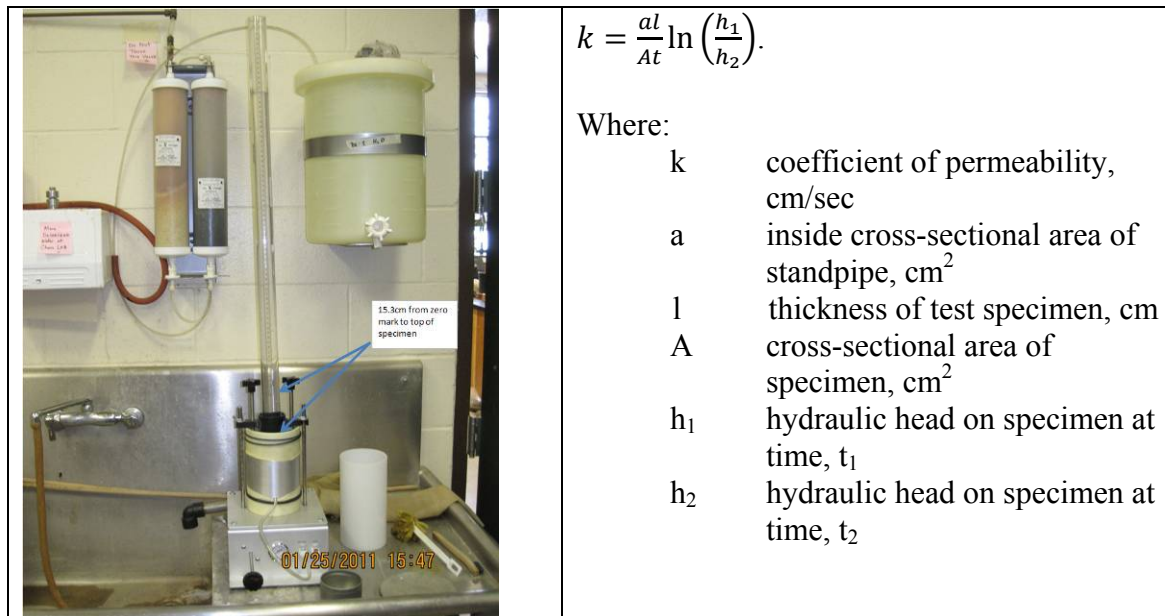 Do Not
15.3cm from zero
mark to top of
specimen
01/25/2011 15:47
k = al/At ln (h₁/h₂).
Where:
k coefficient of permeability,
cm/sec
a inside cross-sectional area of
standpipe, cm²
l thickness of test specimen, cm
A cross-sectional area of
specimen, cm²
h₁ hydraulic head on specimen at
time, t₁
h₂ hydraulic head on specimen at
time, t₂